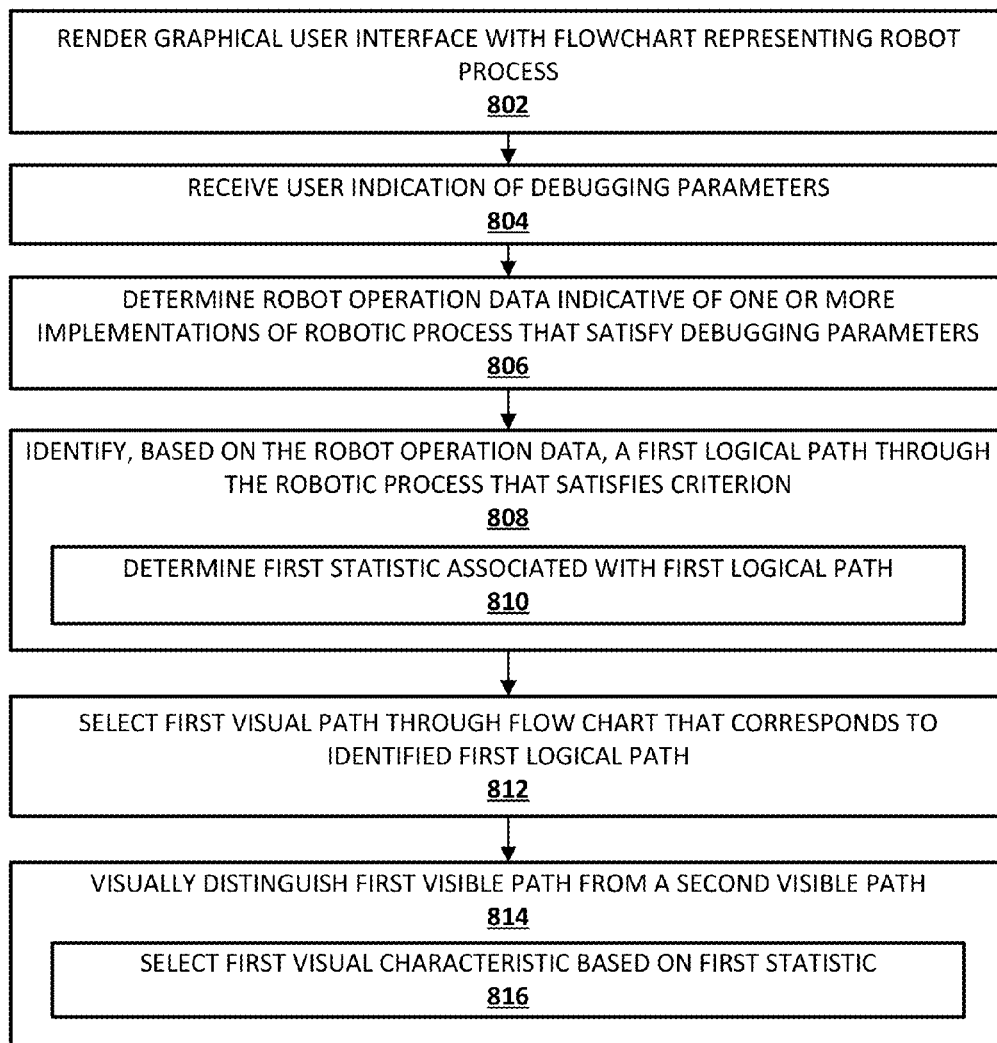 RENDER GRAPHICAL USER INTERFACE WITH FLOWCHART REPRESENTING ROBOT
PROCESS
802
RECEIVE USER INDICATION OF DEBUGGING PARAMETERS
804
DETERMINE ROBOT OPERATION DATA INDICATIVE OF ONE OR MORE
IMPLEMENTATIONS OF ROBOTIC PROCESS THAT SATISFY DEBUGGING PARAMETERS
806
IDENTIFY, BASED ON THE ROBOT OPERATION DATA, A FIRST LOGICAL PATH THROUGH
THE ROBOTIC PROCESS THAT SATISFIES CRITERION
808
DETERMINE FIRST STATISTIC ASSOCIATED WITH FIRST LOGICAL PATH
810
SELECT FIRST VISUAL PATH THROUGH FLOW CHART THAT CORRESPONDS TO
IDENTIFIED FIRST LOGICAL PATH
812
VISUALLY DISTINGUISH FIRST VISIBLE PATH FROM A SECOND VISIBLE PATH
814
SELECT FIRST VISUAL CHARACTERISTIC BASED ON FIRST STATISTIC
816